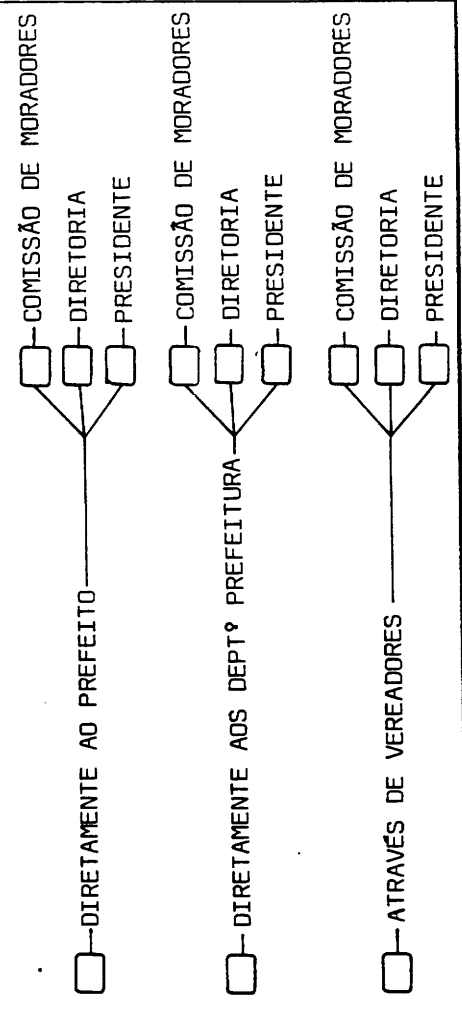 DIRETAMENTE AO PREFEITO
COMISSÃO DE MORADORES
DIRETORIA
PRESIDENTE
DIRETAMENTE AOS DEPTº PREFEITURA
COMISSÃO DE MORADORES
DIRETORIA
PRESIDENTE
ATRAVÉS DE VEREADORES
COMISSÃO DE MORADORES
DIRETORIA
PRESIDENTE